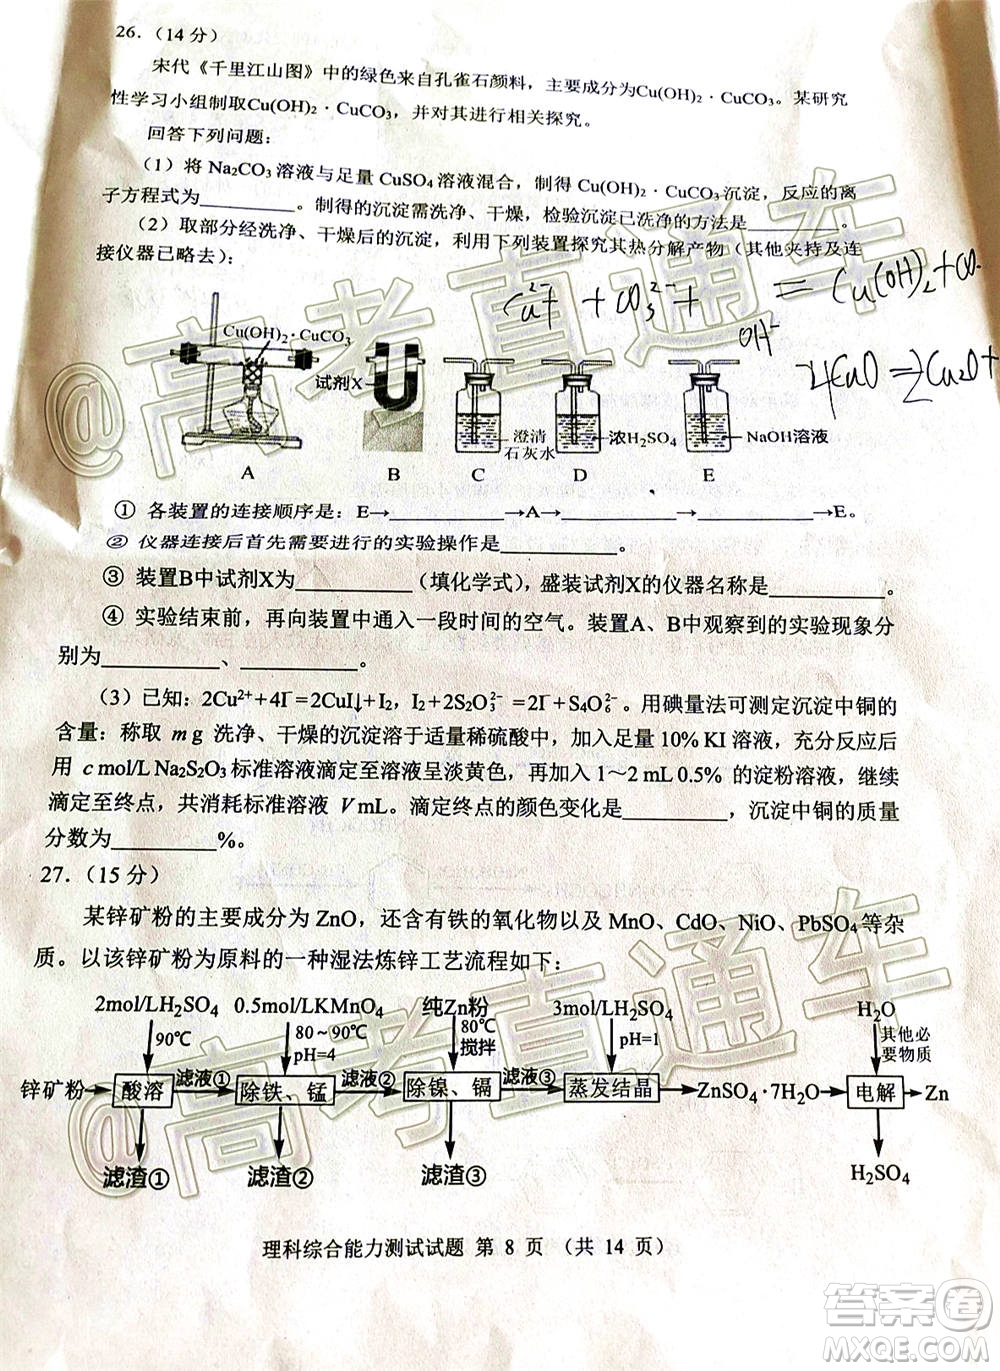 26.（14 分）
宋代《千里江山图》中的绿色来自孔雀石颜料，主要成分为Cu(OH)₂・CuCO₃。某研究
性学习小组制取Cu(OH)₂・CuCO₃，并对其进行相关探究。
回答下列问题：
（1）将 Na₂CO₃ 溶液与足量 CuSO₄ 溶液混合，制得 Cu(OH)₂・CuCO₃沉淀，反应的离
子方程式为________。制得的沉淀需洗净、干燥，检验沉淀已洗净的方法是________。
（2）取部分经洗净、干燥后的沉淀，利用下列装置探究其热分解产物（其他夹持及连
接仪器已略去）：
Cu(OH)₂・CuCO₃
试剂X
澄清石灰水
浓H₂SO₄
NaOH溶液
A B C D E
① 各装置的连接顺序是：E→________→A→________→________→E。
② 仪器连接后首先需要进行的实验操作是________。
③ 装置B中试剂X为________（填化学式），盛装试剂X的仪器名称是________。
④ 实验结束前，再向装置中通入一段时间的空气。装置A、B中观察到的实验现象分
别为________、________。
（3）已知：2Cu²⁺+4I⁻=2CuI↓+I₂，I₂+2S₂O₃²⁻=2I⁻+S₄O₆²⁻。用碘量法可测定沉淀中铜的
含量：称取 m g 洗净、干燥的沉淀溶于适量稀硫酸中，加入足量 10% KI 溶液，充分反应后
用 c mol/L Na₂S₂O₃ 标准溶液滴定至溶液呈淡黄色，再加入 1～2 mL 0.5% 的淀粉溶液，继续
滴定至终点，共消耗标准溶液 V mL。滴定终点的颜色变化是________，沉淀中铜的质量
分数为________%。
27.（15 分）
某锌矿粉的主要成分为 ZnO，还含有铁的氧化物以及 MnO、CdO、NiO、PbSO₄ 等杂
质。以该锌矿粉为原料的一种湿法炼锌工艺流程如下：
2mol/LH₂SO₄ 0.5mol/LKMnO₄ 纯Zn粉 3mol/LH₂SO₄ H₂O
90℃ 80～90℃ pH=4 80℃ 搅拌 pH=1 其他必要物质
锌矿粉 酸溶 滤液① 除铁、锰 滤液② 除镍、镉 滤液③ 蒸发结晶 ZnSO₄・7H₂O 电解 Zn
滤渣① 滤渣② 滤渣③ H₂SO₄
理科综合能力测试试题 第 8 页 （共 14 页）
@高考直通车
@高考直通车
答案卷
MXQE.COM